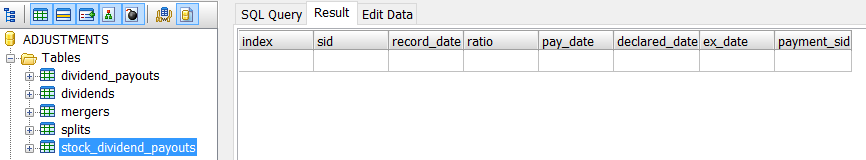 SQL Query Result Edit Data
ADJUSTMENTS
Tables
dividend_payouts
dividends
mergers
splits
stock_dividend_payouts
index sid record_date ratio pay_date declared_date ex_date payment_sid